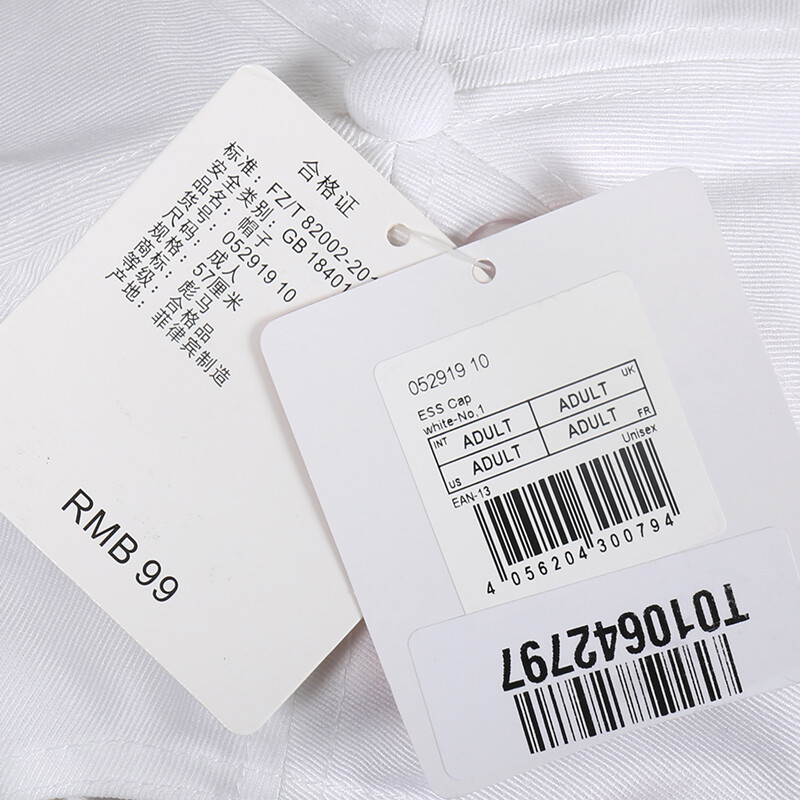 合格证
标准：FZ/T 82002-20
安全类别：GB 18401
品名：帽子
货号：052919 10
尺码：成人
规格：57厘米
商标：彪马
等级：合格品
产地：菲律宾制造
RMB 99
052919 10
ESS Cap
white-No,1
INT ADULT ADULT UK
US ADULT ADULT FR
EAN-13 Unisex
4 056204 300794
T010642797